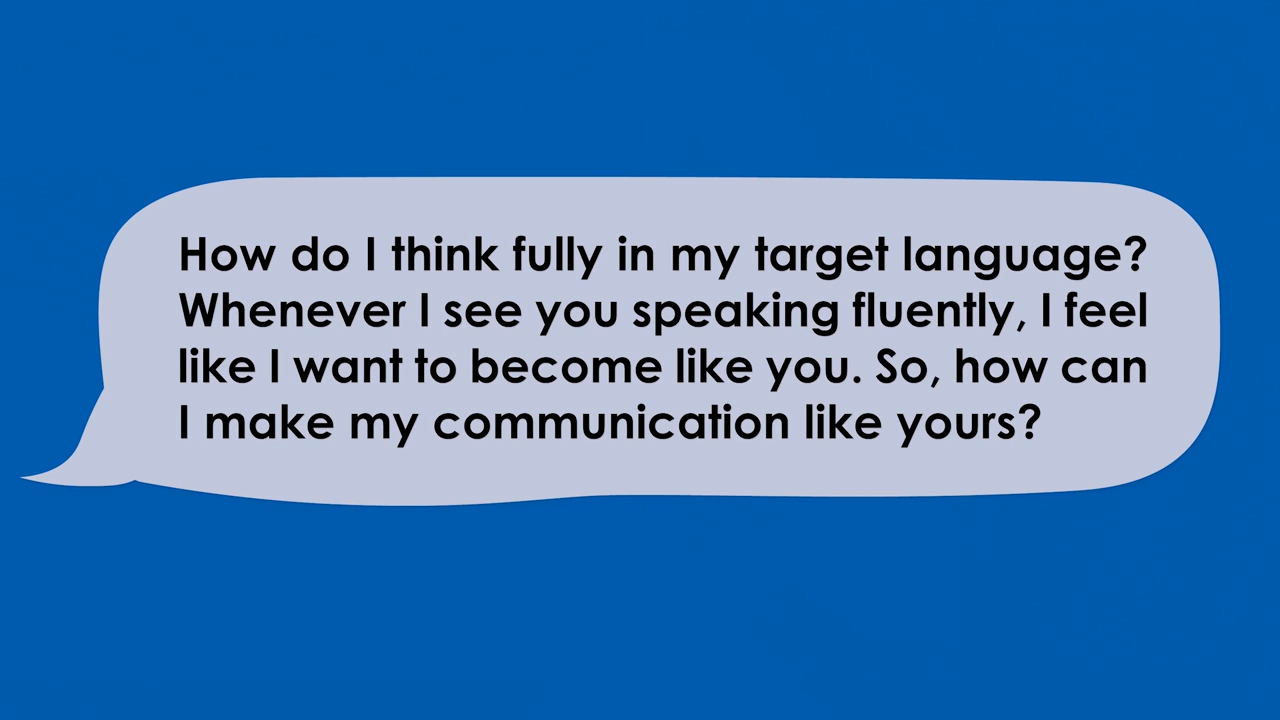 How do I think fully in my target language?
Whenever I see you speaking fluently, I feel
like I want to become like you. So, how can
I make my communication like yours?